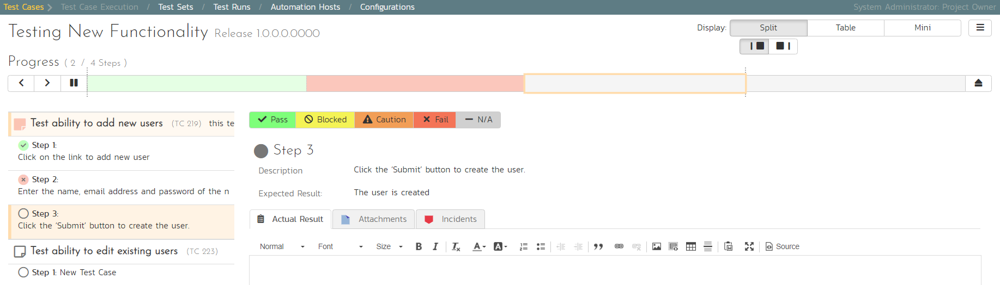 Test Cases Test Case Execution / Test Sets / Test Runs / Automation Hosts / Configurations System Administrator: Project Owner
Testing New Functionality Release 1.0.0.0.0000
Display: Split Table Mini
Progress ( 2 / 4 Steps )
Test ability to add new users (TC 219) this te
Step 1:
Click on the link to add new user
Step 2:
Enter the name, email address and password of the n
Step 3:
Click the ‘Submit’ button to create the user.
Test ability to edit existing users (TC 223)
Step 1: New Test Case
Pass Blocked Caution Fail N/A
Step 3
Description Click the ‘Submit’ button to create the user.
Expected Result: The user is created
Actual Result Attachments Incidents
Normal Font Size B I Source